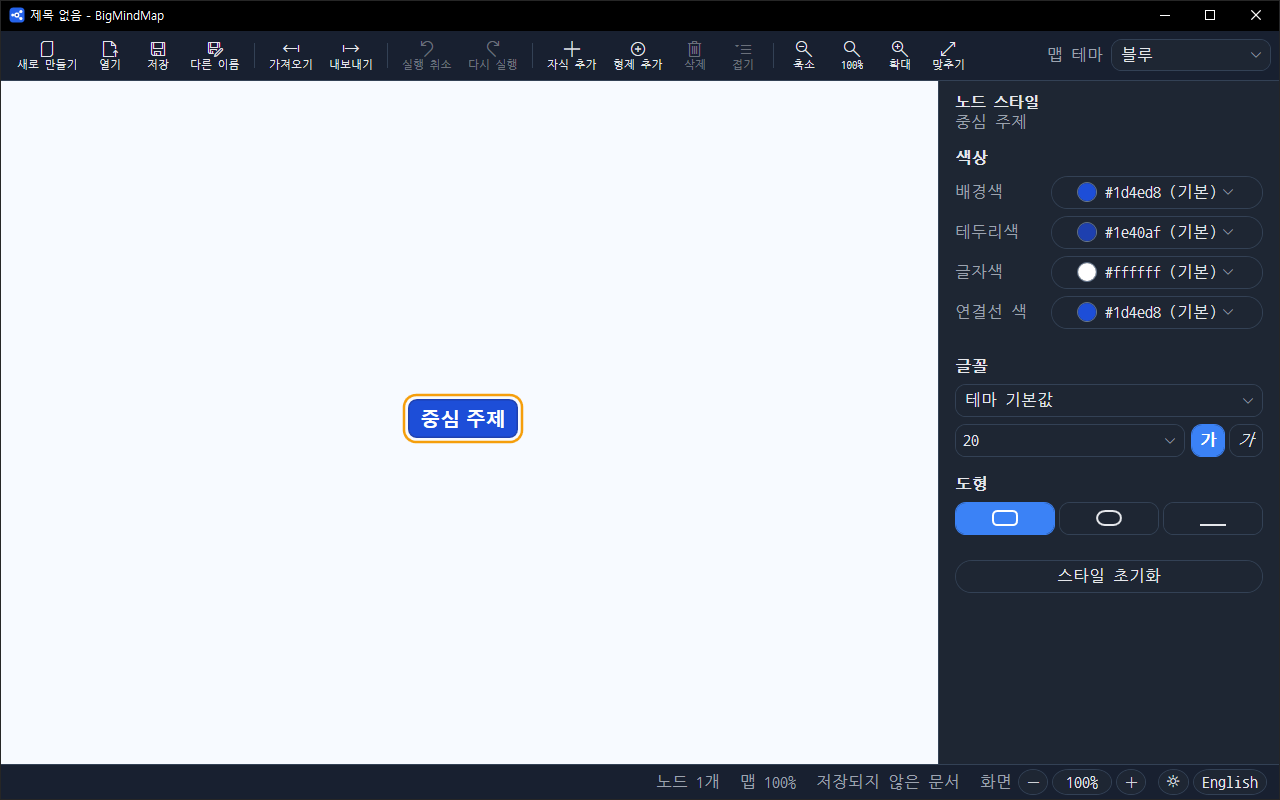 제목 없음 - BigMindMap
새로 만들기 열기 저장 다른 이름 가져오기 내보내기 실행 취소 다시 실행 자식 추가 형제 추가 삭제 접기 축소 100% 확대 맞추기 맵 테마 블루
노드 스타일
중심 주제
색상
배경색 #1d4ed8 (기본)
테두리색 #1e40af (기본)
글자색 #ffffff (기본)
연결선 색 #1d4ed8 (기본)
글꼴
테마 기본값
20 가 가
도형
스타일 초기화
중심 주제
노드 1개 맵 100% 저장되지 않은 문서 화면 100% English